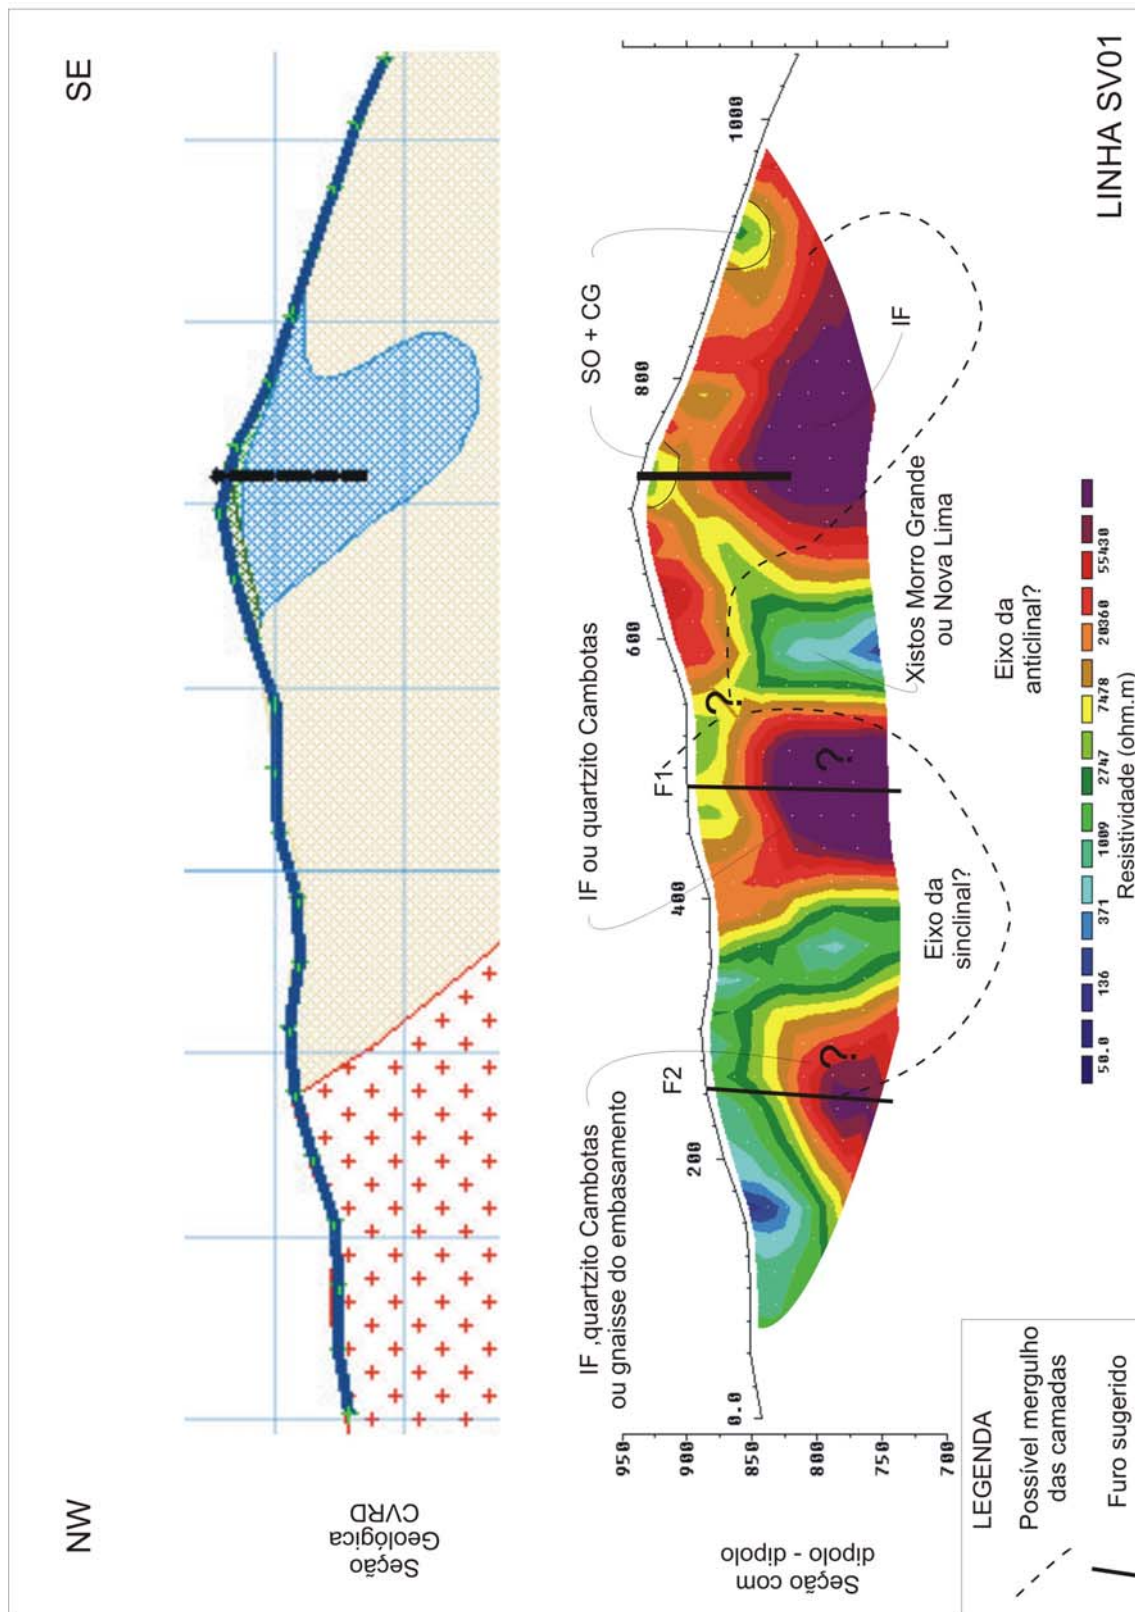 NW
SE
Seção
Geológica
CVRD
IF, quartzito Cambotas
ou gnaisse do embasamento
IF ou quartzito Cambotas
SO + CG
Seção com
dipolo - dipolo
950
900
850
800
750
700
0.0
200
400
600
800
1000
F2
F1
?
?
?
IF
Xistos Morro Grande
ou Nova Lima
Eixo da
sinclinal?
Eixo da
anticlinal?
LEGENDA
Possível mergulho
das camadas
Furo sugerido
50.0 136 371 1009 2747 7478 20360 55430
Resistividade (ohm.m)
LINHA SV01